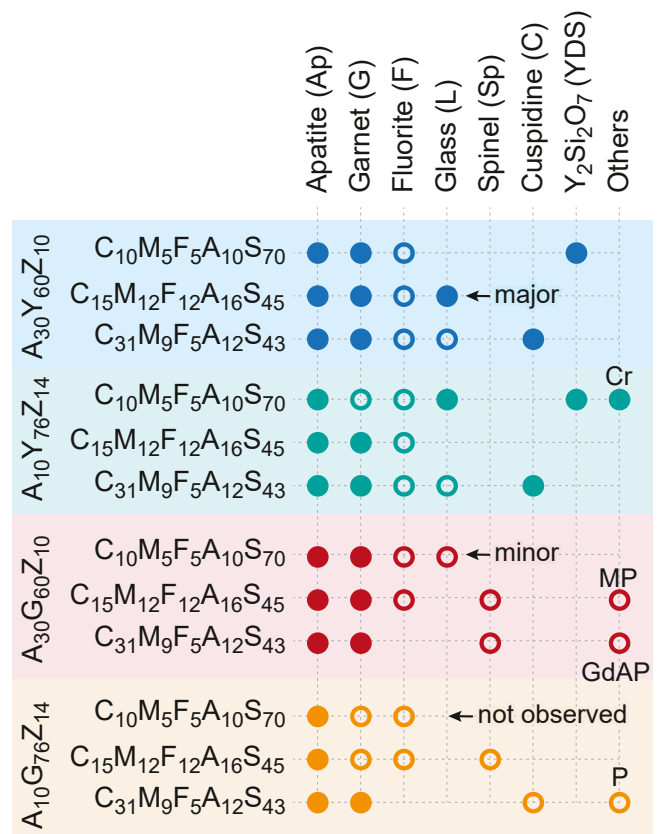 Apatite (Ap)
Garnet (G)
Fluorite (F)
Glass (L)
Spinel (Sp)
Cuspidine (C)
Y₂Si₂O₇ (YDS)
Others
A₃₀Y₆₀Z₁₀
C₁₀M₅F₅A₁₀S₇₀
C₁₅M₁₂F₁₂A₁₆S₄₅
major
C₃₁M₉F₅A₁₂S₄₃
A₁₀Y₇₆Z₁₄
Cr
C₁₀M₅F₅A₁₀S₇₀
C₁₅M₁₂F₁₂A₁₆S₄₅
C₃₁M₉F₅A₁₂S₄₃
A₃₀G₆₀Z₁₀
C₁₀M₅F₅A₁₀S₇₀
minor
MP
C₁₅M₁₂F₁₂A₁₆S₄₅
C₃₁M₉F₅A₁₂S₄₃
GdAP
A₁₀G₇₆Z₁₄
C₁₀M₅F₅A₁₀S₇₀
not observed
C₁₅M₁₂F₁₂A₁₆S₄₅
P
C₃₁M₉F₅A₁₂S₄₃